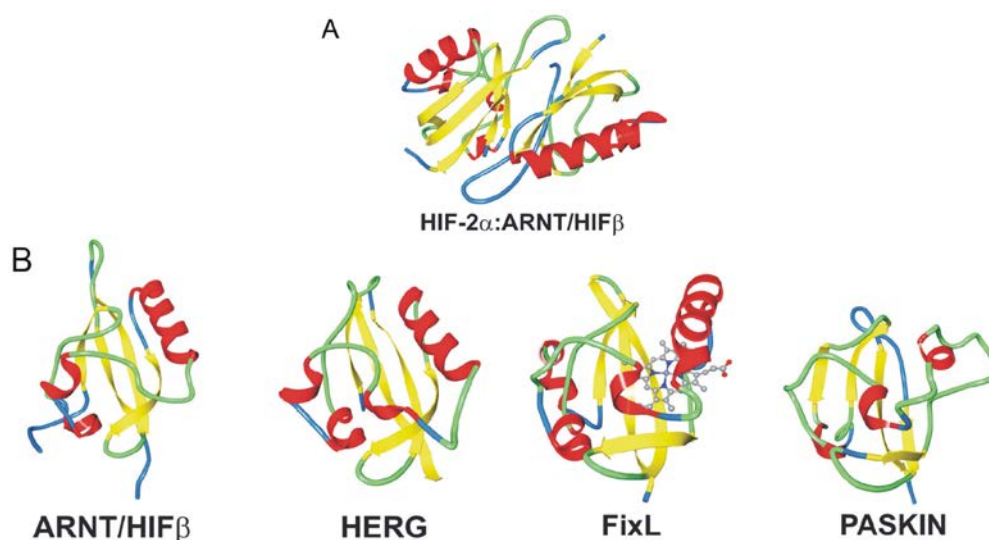 A
HIF-2α:ARNT/HIFβ
B
ARNT/HIFβ
HERG
FixL
PASKIN